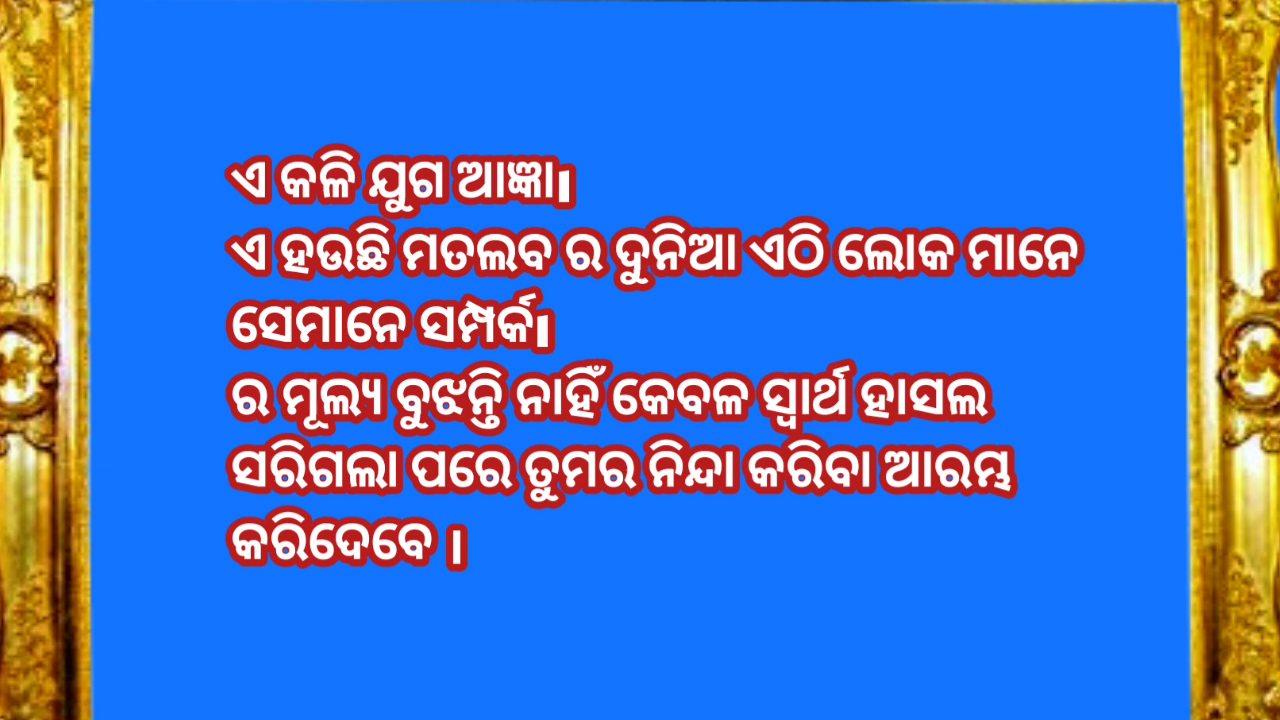 ଏ କଳି ଯୁଗ ଆଜ୍ଞା।
ଏ ହଉଛି ମତଲବ ର ଦୁନିଆ ଏଠି ଲୋକ ମାନେ
ସେମାନେ ସମ୍ପର୍କ।
ର ମୂଲ୍ୟ ବୁଝନ୍ତି ନାହିଁ କେବଳ ସ୍ୱାର୍ଥ ହାସଲ
ସରିଗଲା ପରେ ତୁମର ନିନ୍ଦା କରିବା ଆରମ୍ଭ
କରିଦେବେ ।